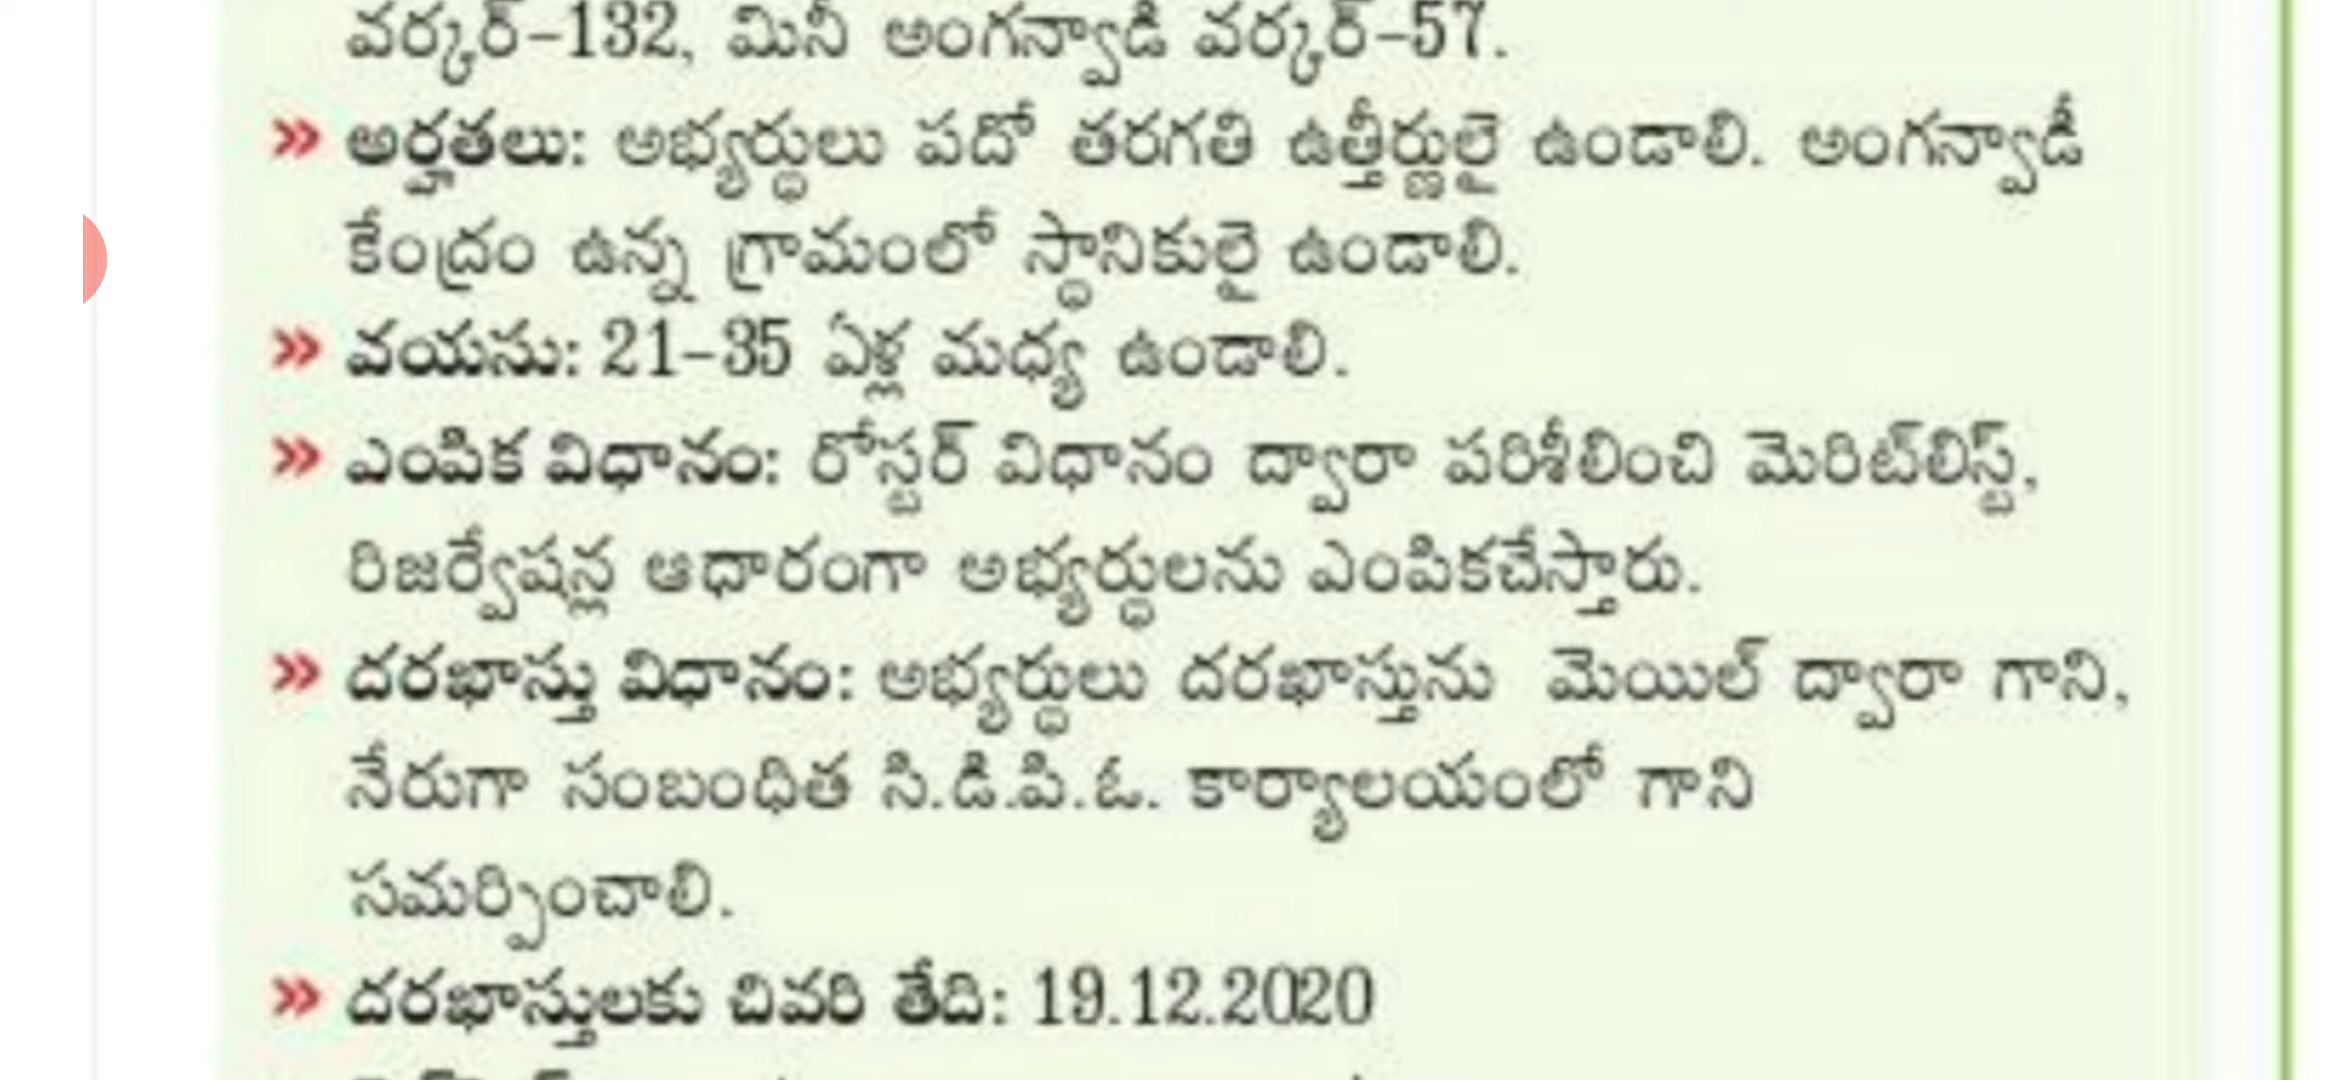 వర్కర్-132, మినీ అంగన్వాడీ వర్కర్-57.
» అర్హతలు: అభ్యర్థులు పదో తరగతి ఉత్తీర్ణులై ఉండాలి. అంగన్వాడీ
కేంద్రం ఉన్న గ్రామంలో స్థానికులై ఉండాలి.
» వయసు: 21-35 ఏళ్ల మధ్య ఉండాలి.
» ఎంపిక విధానం: రోస్టర్ విధానం ద్వారా పరిశీలించి మెరిట్‌లిస్ట్,
రిజర్వేషన్ల ఆధారంగా అభ్యర్థులను ఎంపికచేస్తారు.
» దరఖాస్తు విధానం: అభ్యర్థులు దరఖాస్తును మెయిల్ ద్వారా గాని,
నేరుగా సంబంధిత సి.డి.పి.ఓ. కార్యాలయంలో గాని
సమర్పించాలి.
» దరఖాస్తులకు చివరి తేది: 19.12.2020